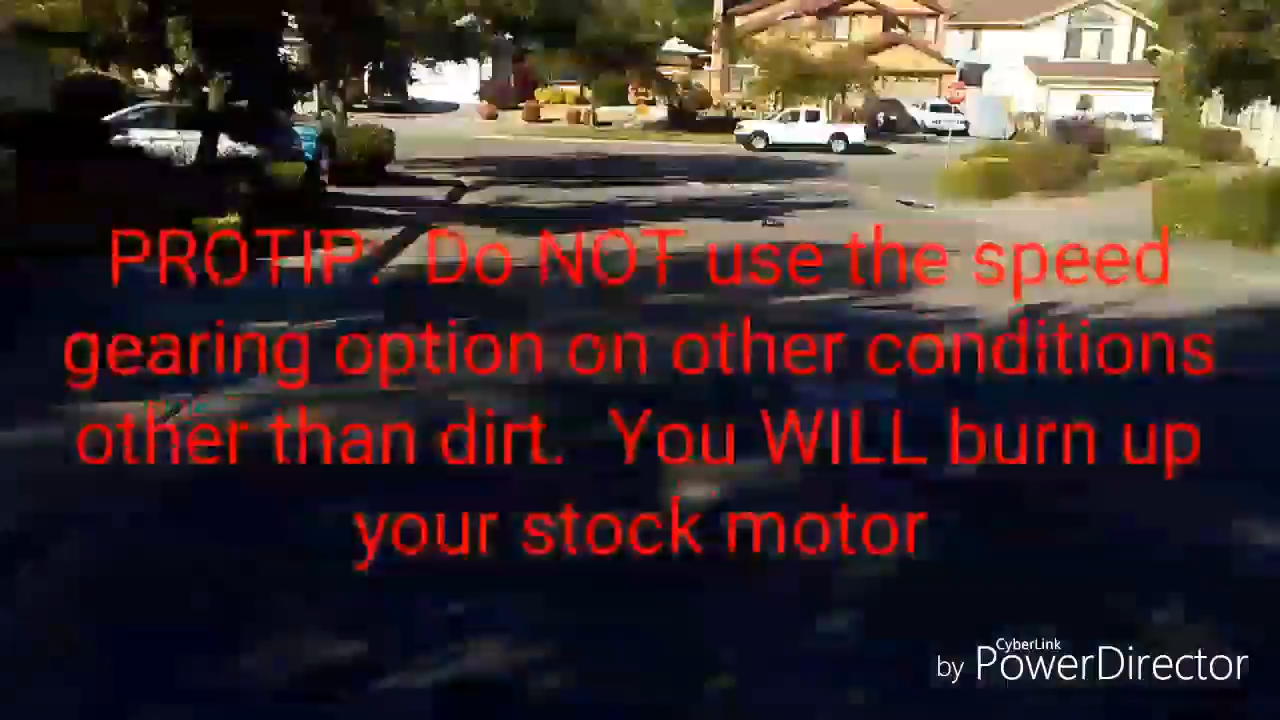 PROTIP: Do NOT use the speed
gearing option on other conditions
other than dirt. You WILL burn up
your stock motor
CyberLink
by PowerDirector